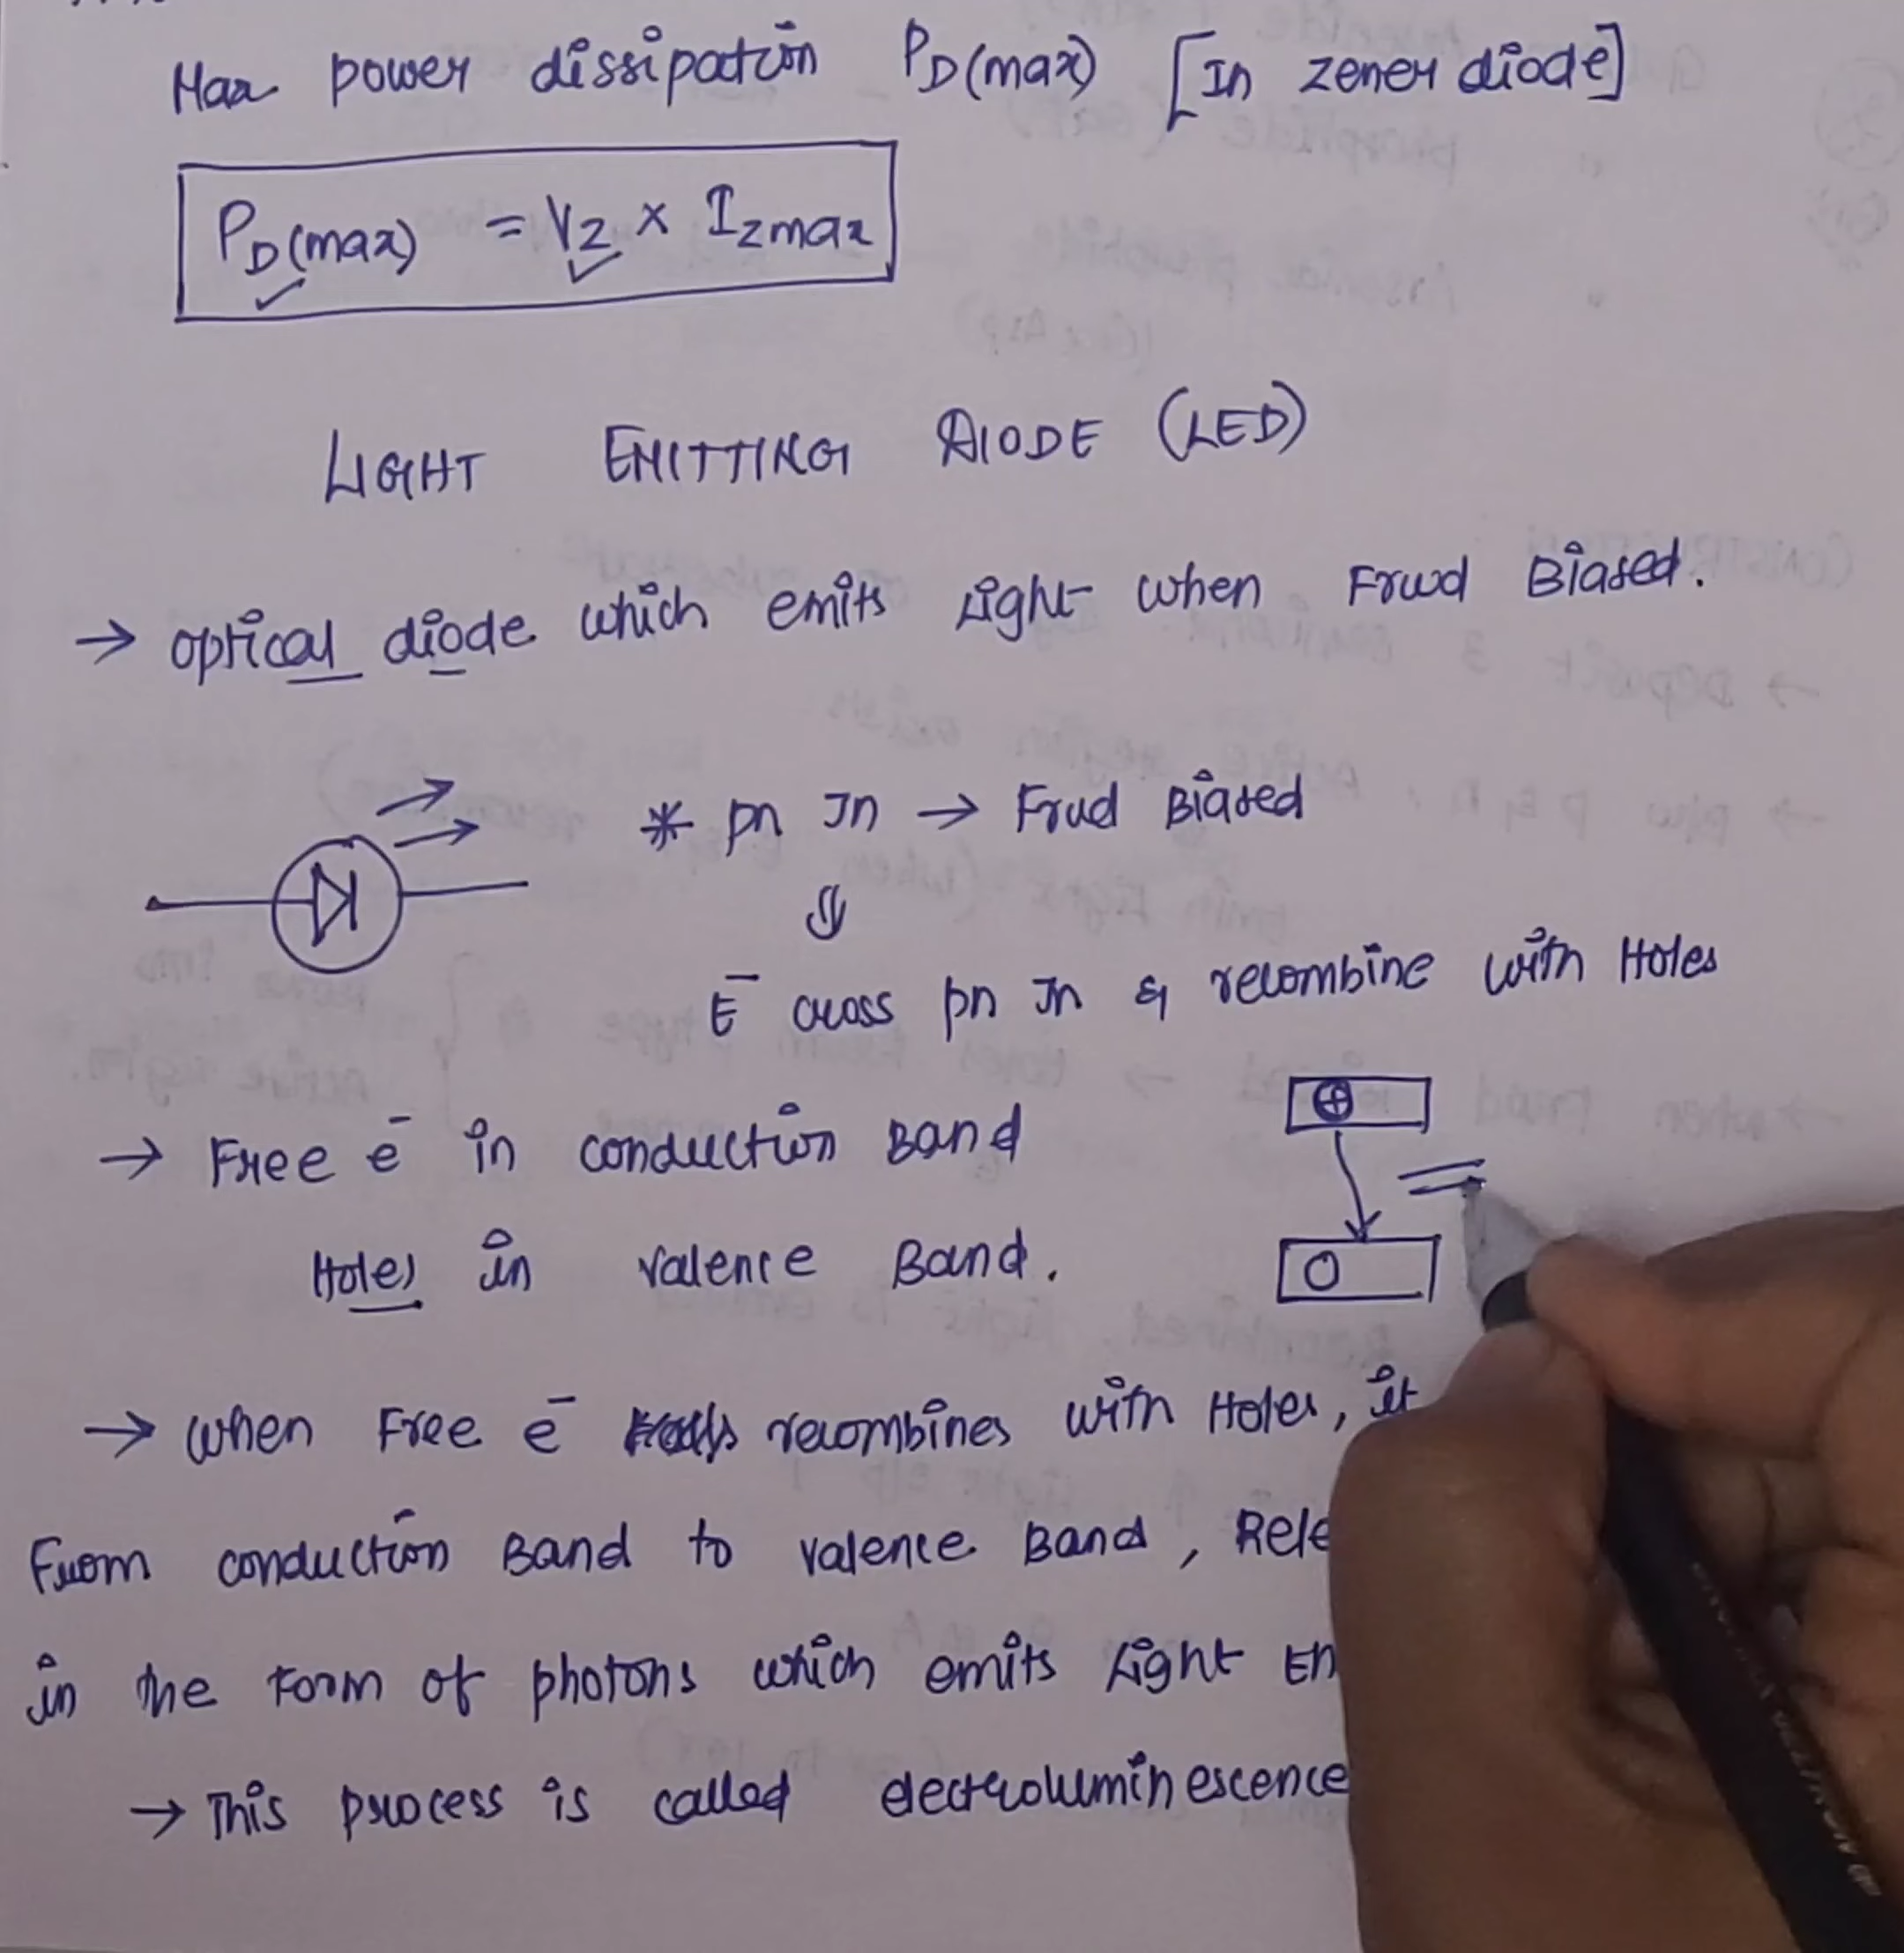 Max power dissipation PD(max) [In zener diode]
PD(max) = VZ × IZmax
LIGHT EMITTING DIODE (LED)
→ optical diode which emits Light when Frwd Biased.
* pn Jn → Frwd Biased
⇓
E⁻ cross pn Jn & recombine with Holes
→ Free e⁻ in conduction Band
Holes in valence Band.
→ when Free e⁻ recombines with Holes, it
From conduction Band to valence Band, Rele
in the Form of photons which emits Light En
→ This process is called electroluminescence